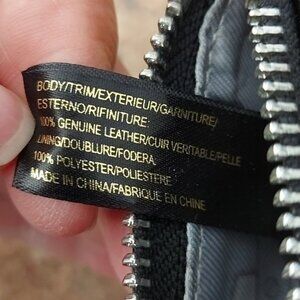 BODY/TRIM/EXTERIEUR/GARNITURE/
ESTERNO/RIFINITURE:
100% GENUINE LEATHER/CUIR VERITABLE/PELLE
LINING/DOUBLURE/FODERA:
100% POLYESTER/POLIESTERE
MADE IN CHINA/FABRIQUE EN CHINE